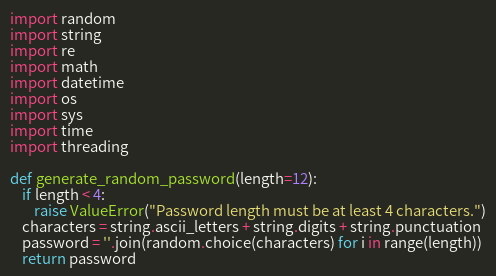 import random
import string
import re
import math
import datetime
import os
import sys
import time
import threading

def generate_random_password(length=12):
    if length < 4:
        raise ValueError("Password length must be at least 4 characters.")
    characters = string.ascii_letters + string.digits + string.punctuation
    password = ''.join(random.choice(characters) for i in range(length))
    return password